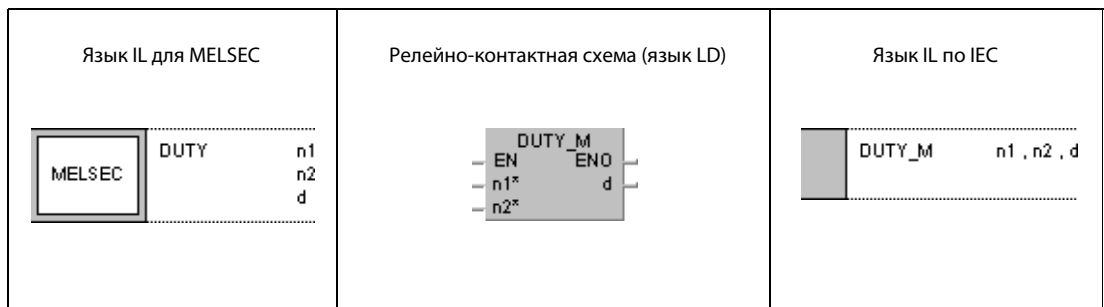 Язык IL для MELSEC
MELSEC
DUTY n1
n2
d
Релейно-контактная схема (язык LD)
DUTY_M
EN ENO
n1* d
n2*
Язык IL по IEC
DUTY_M n1 , n2 , d